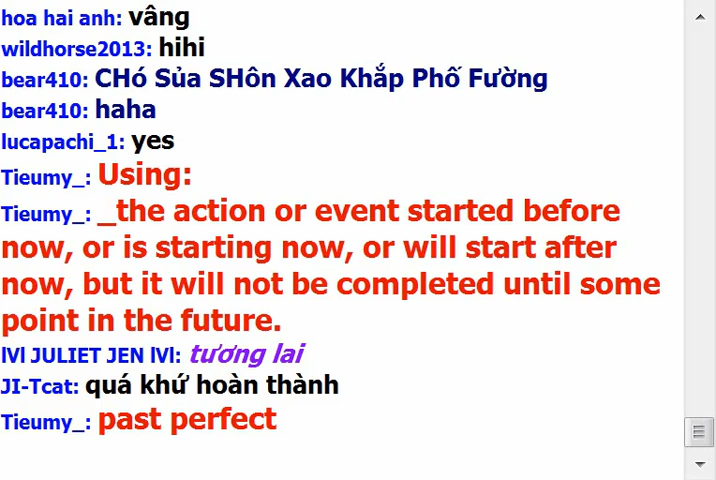 hoa hai anh: vâng
wildhorse2013: hihi
bear410: CHó Sủa SHôn Xao Khắp Phố Fường
bear410: haha
lucapachi_1: yes
Tieumy_: Using:
Tieumy_: _the action or event started before
now, or is starting now, or will start after
now, but it will not be completed until some
point in the future.
lVl JULIET JEN lVl: tương lai
JI-Tcat: quá khứ hoàn thành
Tieumy_: past perfect